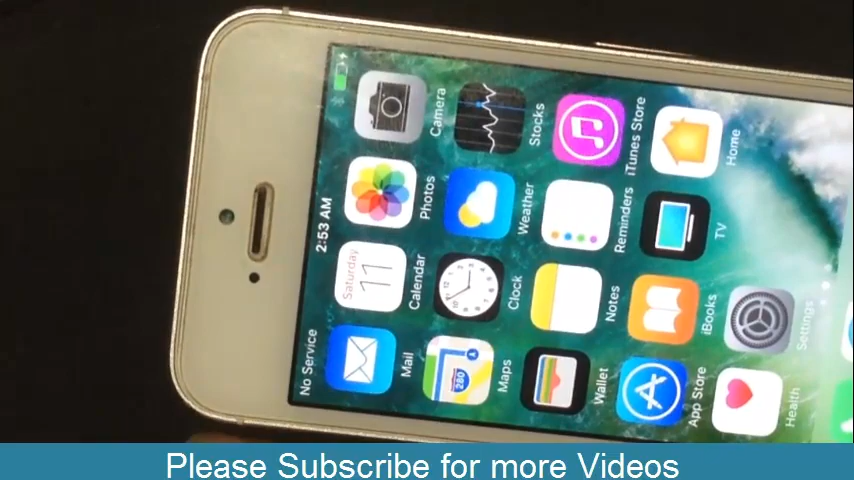 No Service 2:53 AM
Mail
Saturday
11
Calendar
Photos
Camera
280
Maps
Clock
Weather
Stocks
Wallet
Notes
Reminders
iTunes Store
App Store
iBooks
TV
Home
Health
Settings
Please Subscribe for more Videos